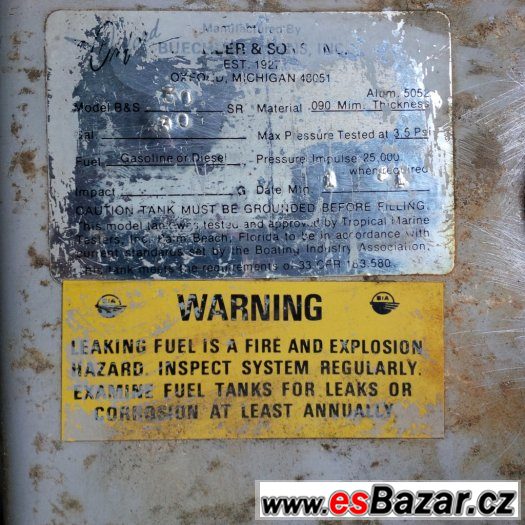 Manufactured By
BUECHLER & SONS, INC.
EST. 1927
OXFORD, MICHIGAN 48051
Alum. 5052
Model B&S SR Material .090 Mim. Thickness
Gal. 40 Max Pressure Tested at 3.5 Psi
Fuel Gasoline or Diesel Pressure Impulse 25,000
when required
Impact G Date Min.
CAUTION TANK MUST BE GROUNDED BEFORE FILLING.
This model tank was tested and approved by Tropical Marine
Testers, Inc. Palm Beach, Florida to be in accordance with
current standards set by the Boating Industry Association.
This tank meets the requirements of 33 CFR 183.580.
BIA
WARNING
LEAKING FUEL IS A FIRE AND EXPLOSION
HAZARD. INSPECT SYSTEM REGULARLY.
EXAMINE FUEL TANKS FOR LEAKS OR
CORROSION AT LEAST ANNUALLY
www.esBazar.cz